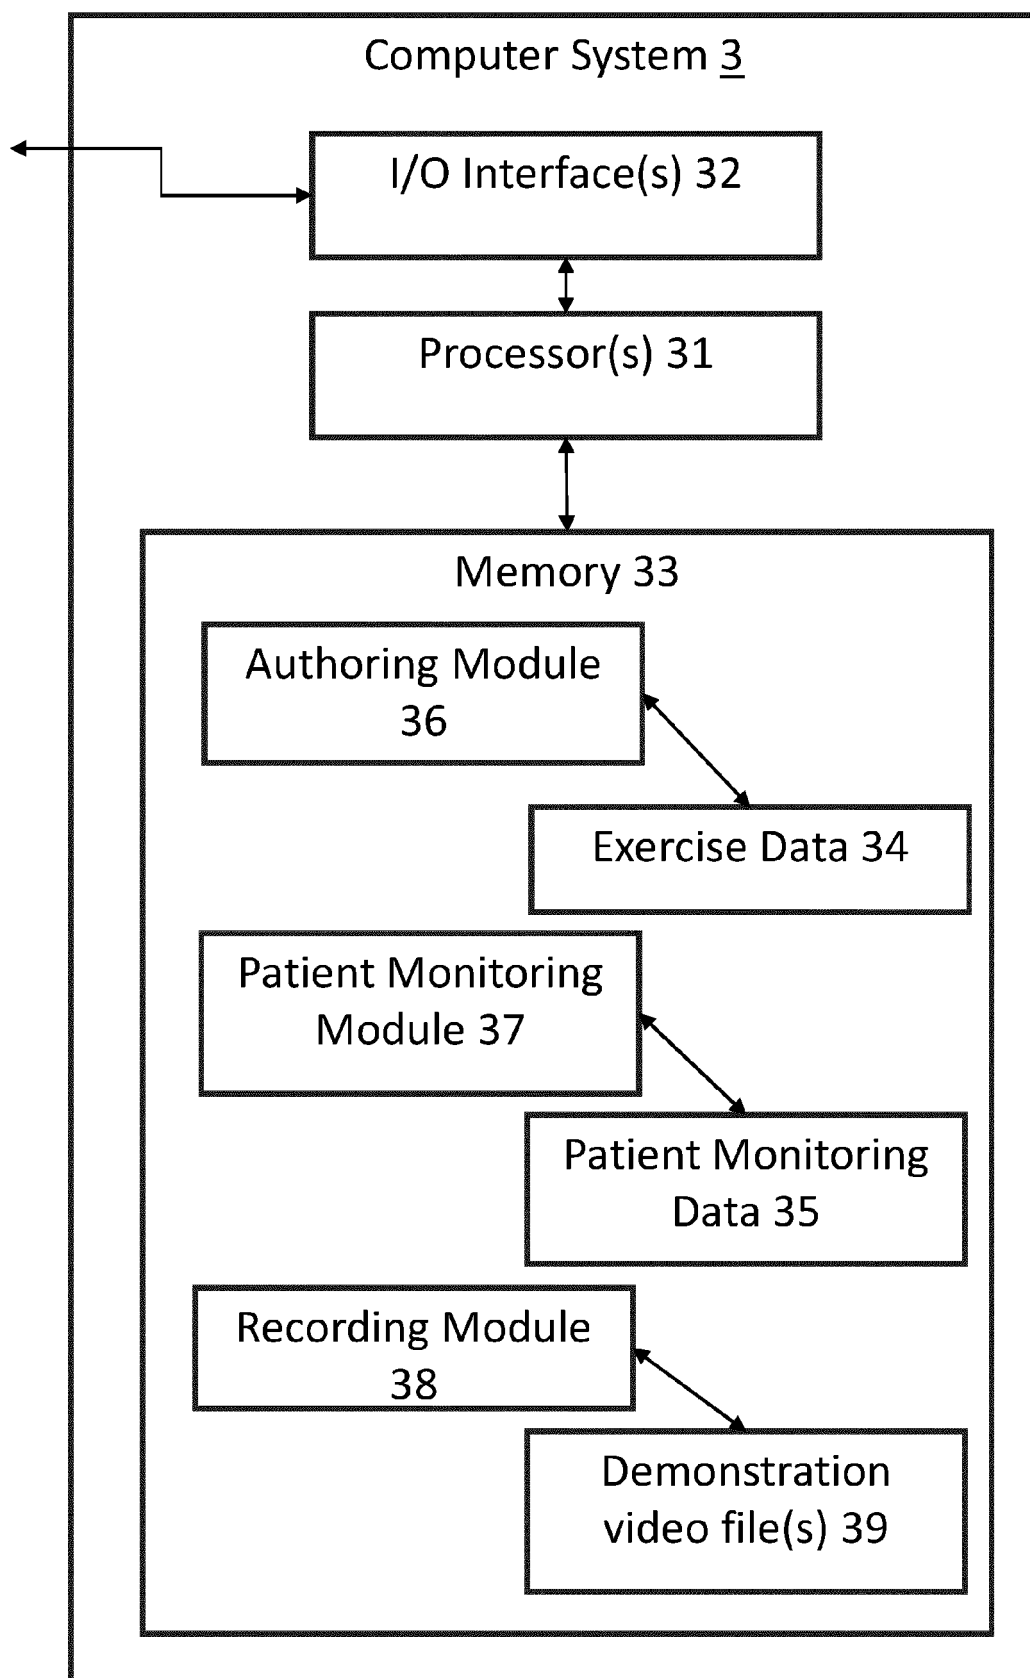 Computer System 3
I/O Interface(s) 32
Processor(s) 31
Memory 33
Authoring Module
36
Exercise Data 34
Patient Monitoring
Module 37
Patient Monitoring
Data 35
Recording Module
38
Demonstration
video file(s) 39